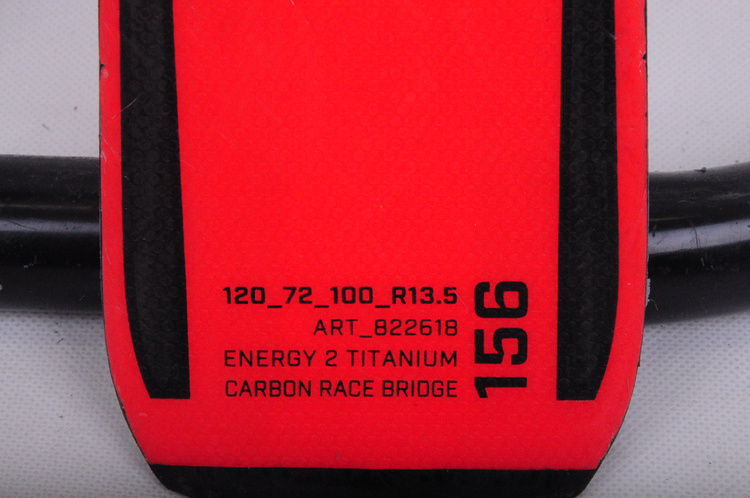 120_72_100_R13.5
ART_822618
ENERGY 2 TITANIUM
CARBON RACE BRIDGE
156